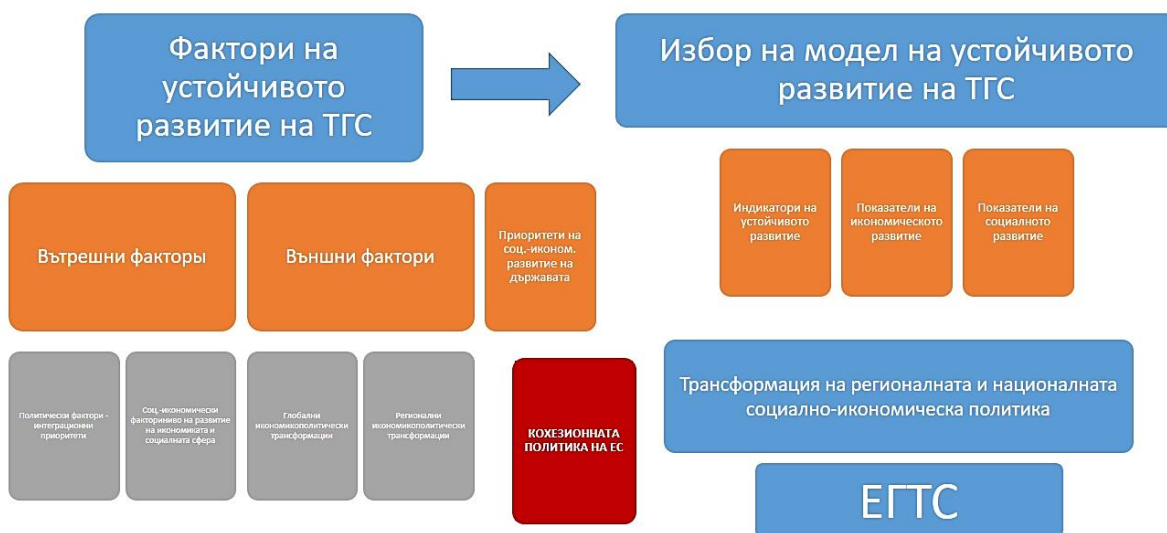 Фактори на
устойчивото
развитие на ТГС
Избор на модел на устойчивото
развитие на ТГС
Вътрешни факторы
Външни фактори
Приоритети на
соц.-иконом.
развитие на
държавата
Индикатори на
устойчивото
развитие
Показатели на
икономическото
развитие
Показатели на
социалното
развитие
Политически фактори -
интеграционни
приоритети
Соц.-икономически
факториниво на развитие
на икономиката и
социалната сфера
Глобални
икономикополитически
трансформации
Регионални
икономикополитически
трансформации
КОХЕЗИОННАТА
ПОЛИТИКА НА ЕС
Трансформация на регионалната и националната
социално-икономическа политика
ЕГТС